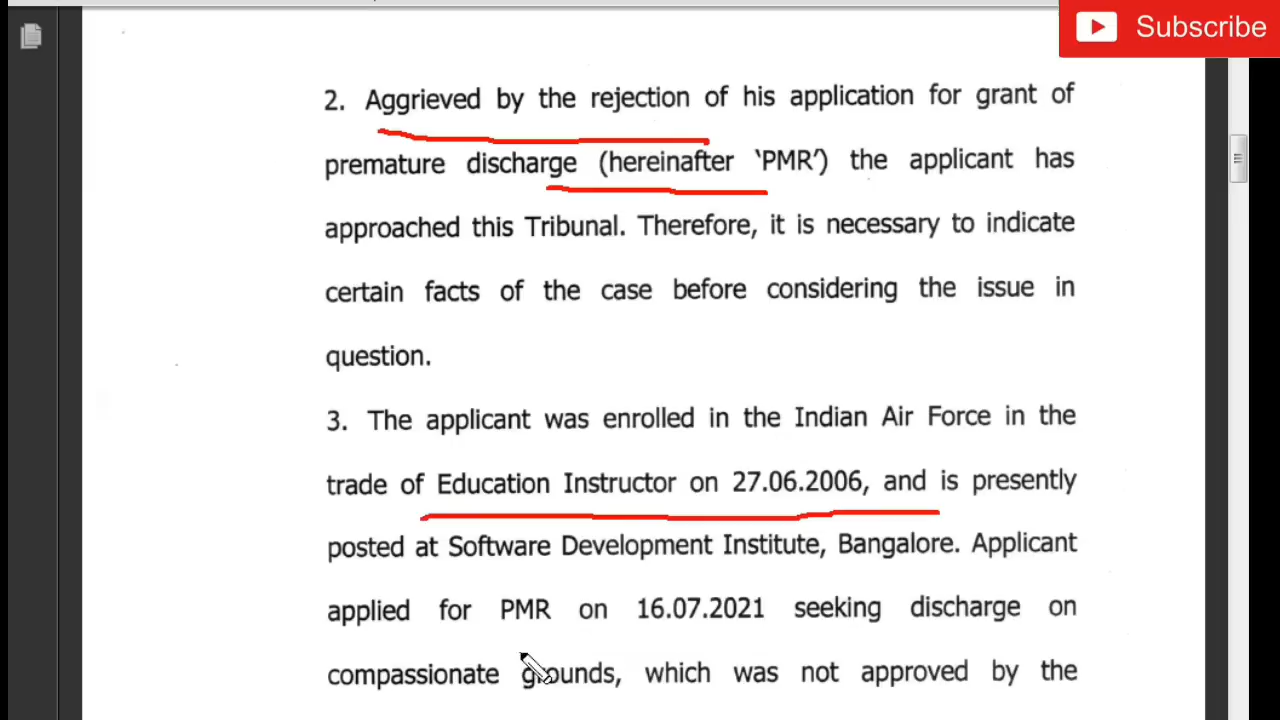 Subscribe
2. Aggrieved by the rejection of his application for grant of
premature discharge (hereinafter ‘PMR’) the applicant has
approached this Tribunal. Therefore, it is necessary to indicate
certain facts of the case before considering the issue in
question.
3. The applicant was enrolled in the Indian Air Force in the
trade of Education Instructor on 27.06.2006, and is presently
posted at Software Development Institute, Bangalore. Applicant
applied for PMR on 16.07.2021 seeking discharge on
compassionate grounds, which was not approved by the